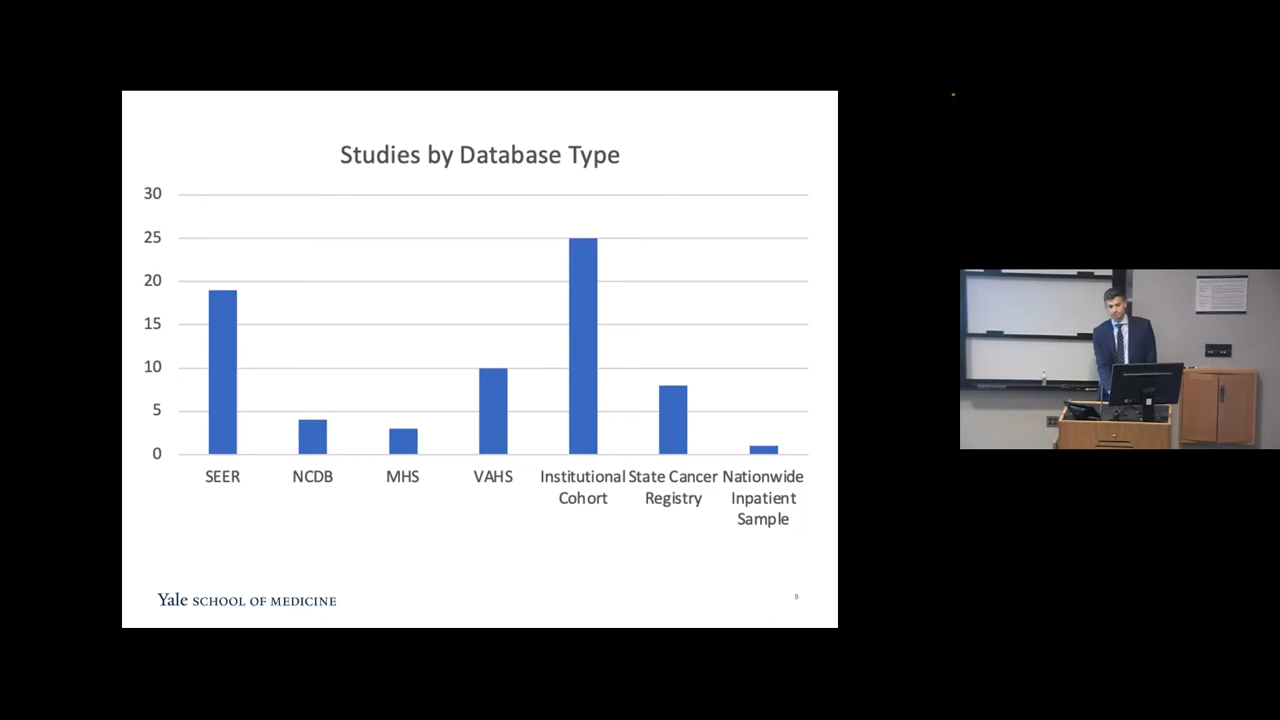 Studies by Database Type
30
25
20
15
10
5
0
SEER
NCDB
MHS
VAHS
Institutional
Cohort
State Cancer
Registry
Nationwide
Inpatient
Sample
Yale SCHOOL OF MEDICINE
9